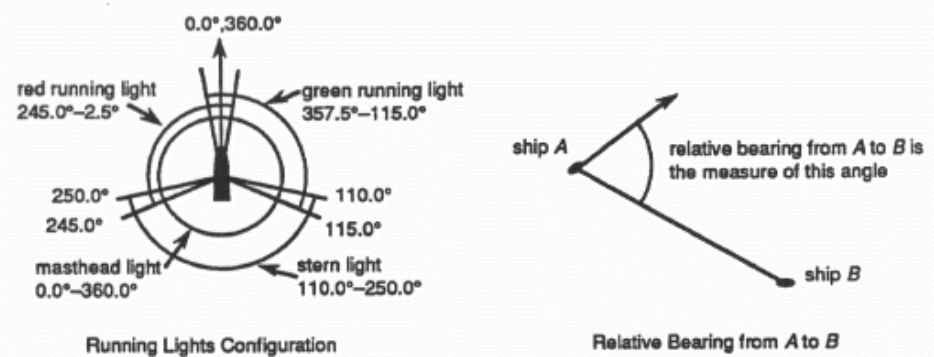 0.0°,360.0°
red running light
245.0°–2.5°
green running light
357.5°–115.0°
250.0°
245.0°
110.0°
115.0°
masthead light
0.0°–360.0°
stern light
110.0°–250.0°
Running Lights Configuration
ship A
relative bearing from A to B is
the measure of this angle
ship B
Relative Bearing from A to B